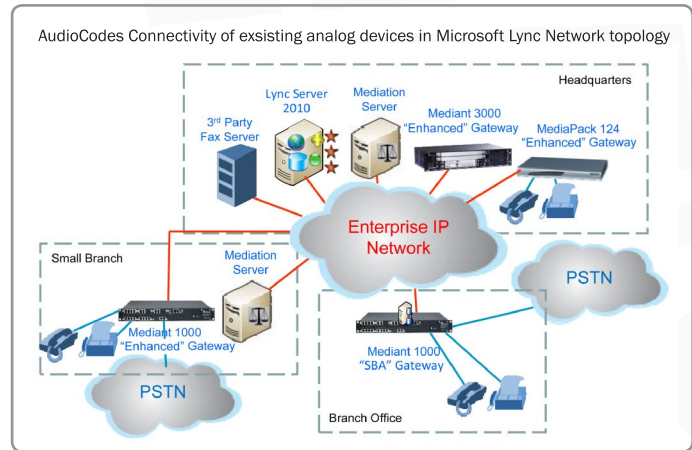 AudioCodes Connectivity of exsisting analog devices in Microsoft Lync Network topology
Headquarters
3rd Party
Fax Server
Lync Server
2010
Mediation
Server
Mediant 3000
“Enhanced” Gateway
MediaPack 124
“Enhanced” Gateway
Enterprise IP
Network
Small Branch
Mediation
Server
Mediant 1000
“Enhanced” Gateway
PSTN
PSTN
Mediant 1000
“SBA” Gateway
Branch Office